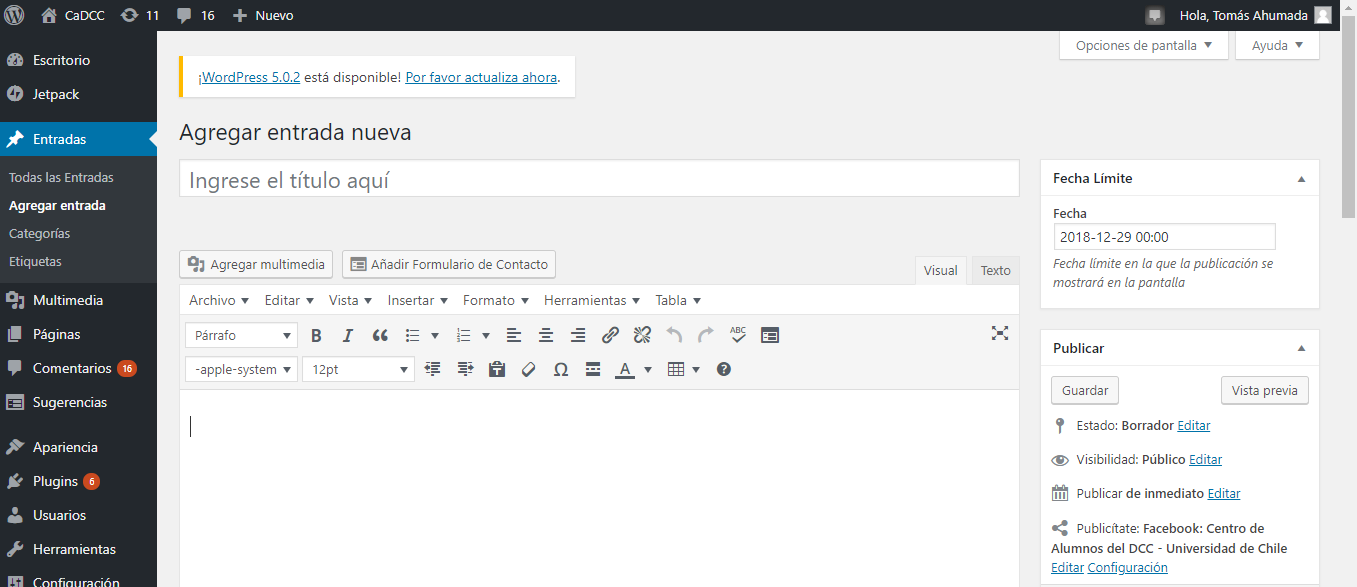 CaDCC 11 16 Nuevo Hola, Tomás Ahumada
Opciones de pantalla Ayuda
Escritorio
Jetpack
Entradas
Todas las Entradas
Agregar entrada
Categorías
Etiquetas
Multimedia
Páginas
Comentarios 16
Sugerencias
Apariencia
Plugins 6
Usuarios
Herramientas
Configuración
¡WordPress 5.0.2 está disponible! Por favor actualiza ahora.
Agregar entrada nueva
Ingrese el título aquí
Agregar multimedia Añadir Formulario de Contacto
Visual Texto
Archivo Editar Vista Insertar Formato Herramientas Tabla
Párrafo B I ABC
-apple-system 12pt Ω A
Fecha Límite
Fecha
2018-12-29 00:00
Fecha límite en la que la publicación se
mostrará en la pantalla
Publicar
Guardar Vista previa
Estado: Borrador Editar
Visibilidad: Público Editar
Publicar de inmediato Editar
Publicítate: Facebook: Centro de
Alumnos del DCC - Universidad de Chile
Editar Configuración